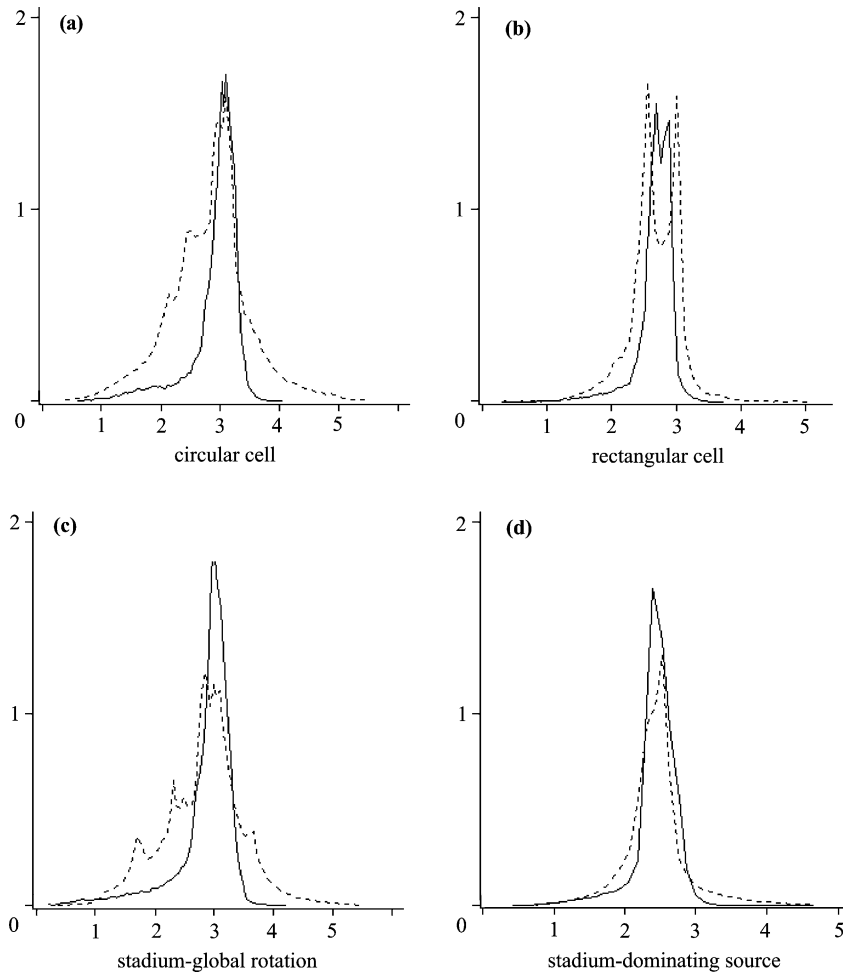 2
(a)
1
0
1 2 3 4 5
circular cell
2
(b)
1
0
1 2 3 4 5
rectangular cell
2
(c)
1
0
1 2 3 4 5
stadium-global rotation
2
(d)
1
0
1 2 3 4 5
stadium-dominating source